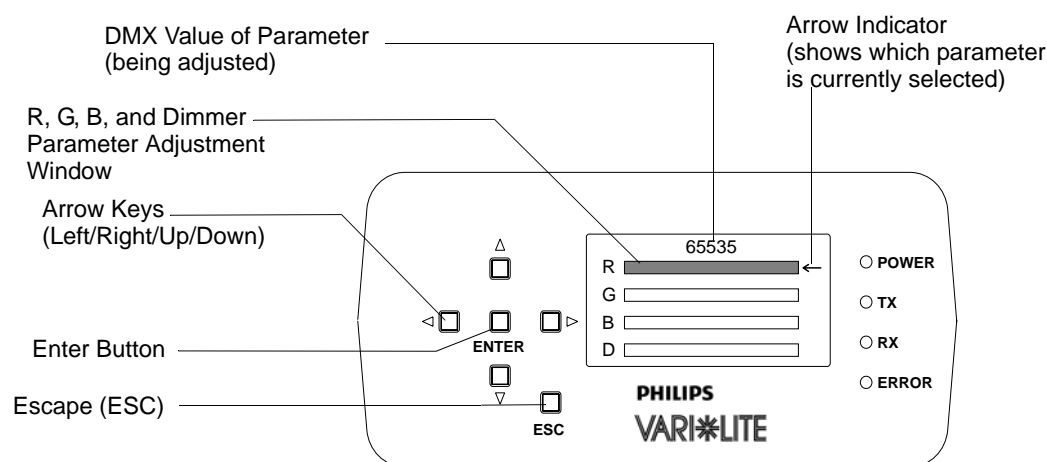 DMX Value of Parameter
(being adjusted)
Arrow Indicator
(shows which parameter
is currently selected)
R, G, B, and Dimmer
Parameter Adjustment
Window
Arrow Keys
(Left/Right/Up/Down)
Enter Button
Escape (ESC)
ENTER
ESC
65535
R
G
B
D
POWER
TX
RX
ERROR
PHILIPS
VARI*LITE